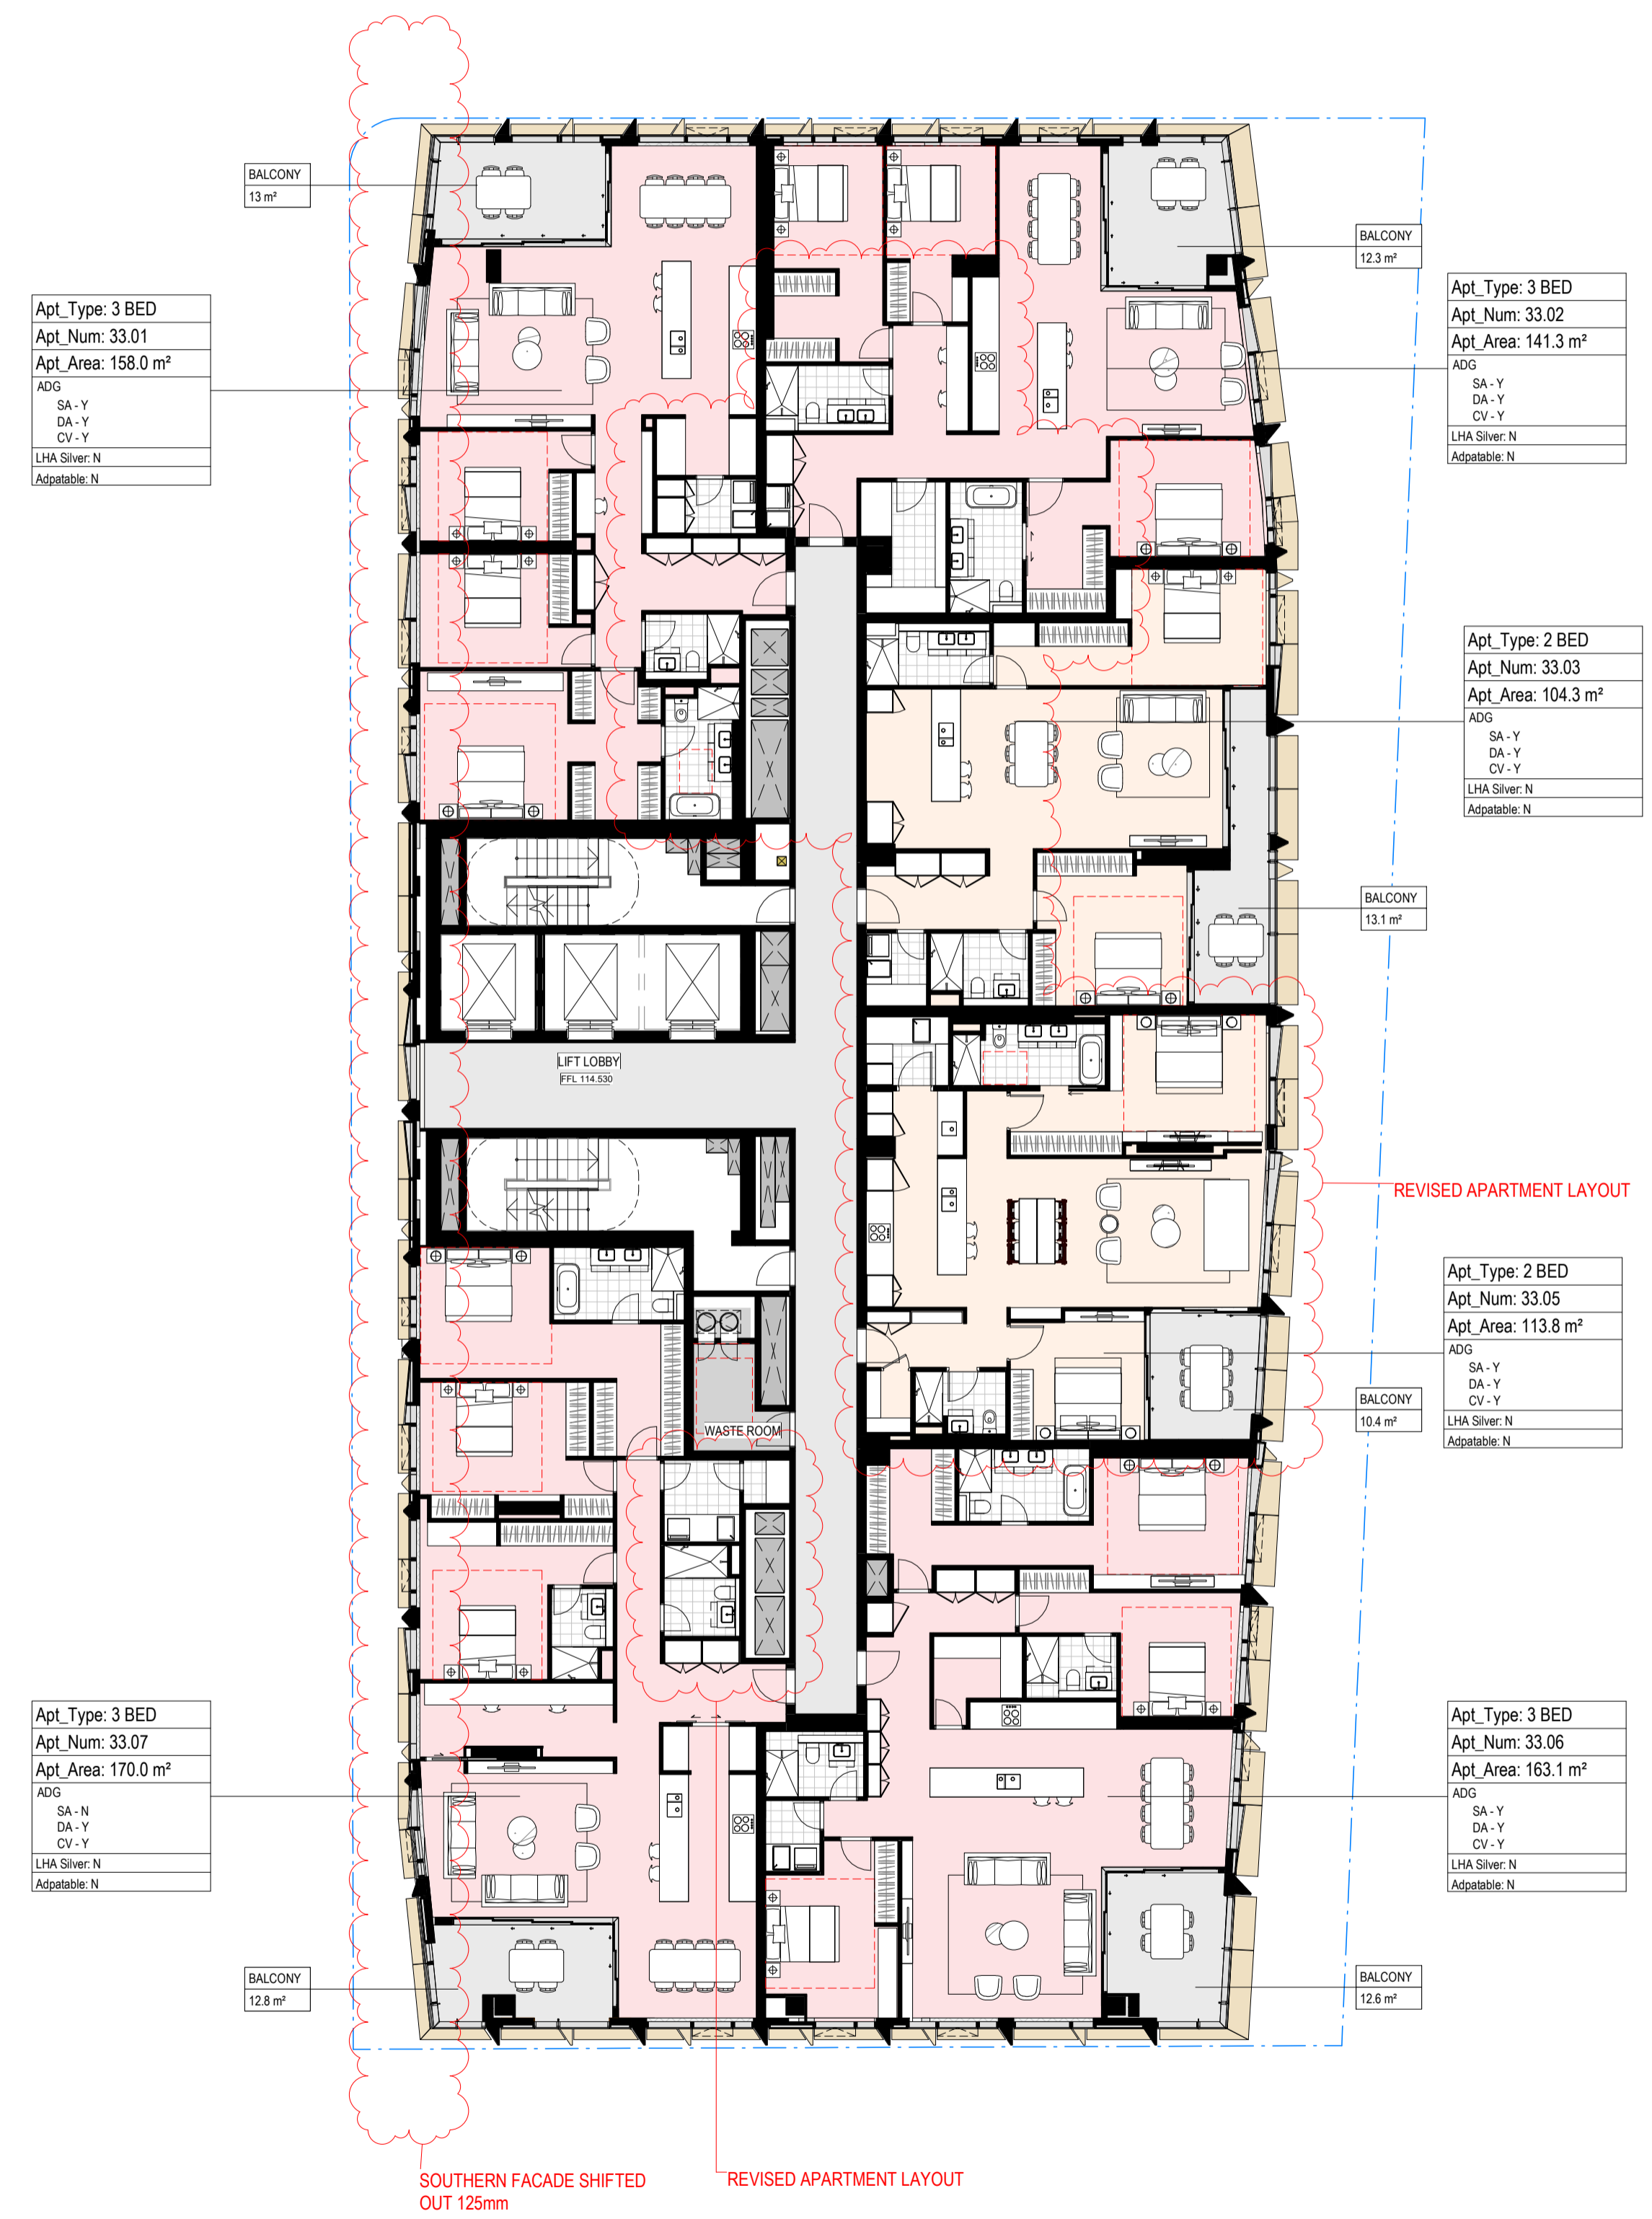 BALCONY
13 m²
BALCONY
12.3 m²
Apt_Type: 3 BED
Apt_Num: 33.01
Apt_Area: 158.0 m²
ADG
SA - Y
DA - Y
CV - Y
LHA Silver: N
Adpatable: N
Apt_Type: 3 BED
Apt_Num: 33.02
Apt_Area: 141.3 m²
ADG
SA - Y
DA - Y
CV - Y
LHA Silver: N
Adpatable: N
Apt_Type: 2 BED
Apt_Num: 33.03
Apt_Area: 104.3 m²
ADG
SA - Y
DA - Y
CV - Y
LHA Silver: N
Adpatable: N
BALCONY
13.1 m²
LIFT LOBBY
FFL 114.530
REVISED APARTMENT LAYOUT
Apt_Type: 2 BED
Apt_Num: 33.05
Apt_Area: 113.8 m²
ADG
SA - Y
DA - Y
CV - Y
LHA Silver: N
Adpatable: N
BALCONY
10.4 m²
WASTE ROOM
Apt_Type: 3 BED
Apt_Num: 33.07
Apt_Area: 170.0 m²
ADG
SA - N
DA - Y
CV - Y
LHA Silver: N
Adpatable: N
Apt_Type: 3 BED
Apt_Num: 33.06
Apt_Area: 163.1 m²
ADG
SA - Y
DA - Y
CV - Y
LHA Silver: N
Adpatable: N
BALCONY
12.8 m²
BALCONY
12.6 m²
SOUTHERN FACADE SHIFTED
OUT 125mm
REVISED APARTMENT LAYOUT